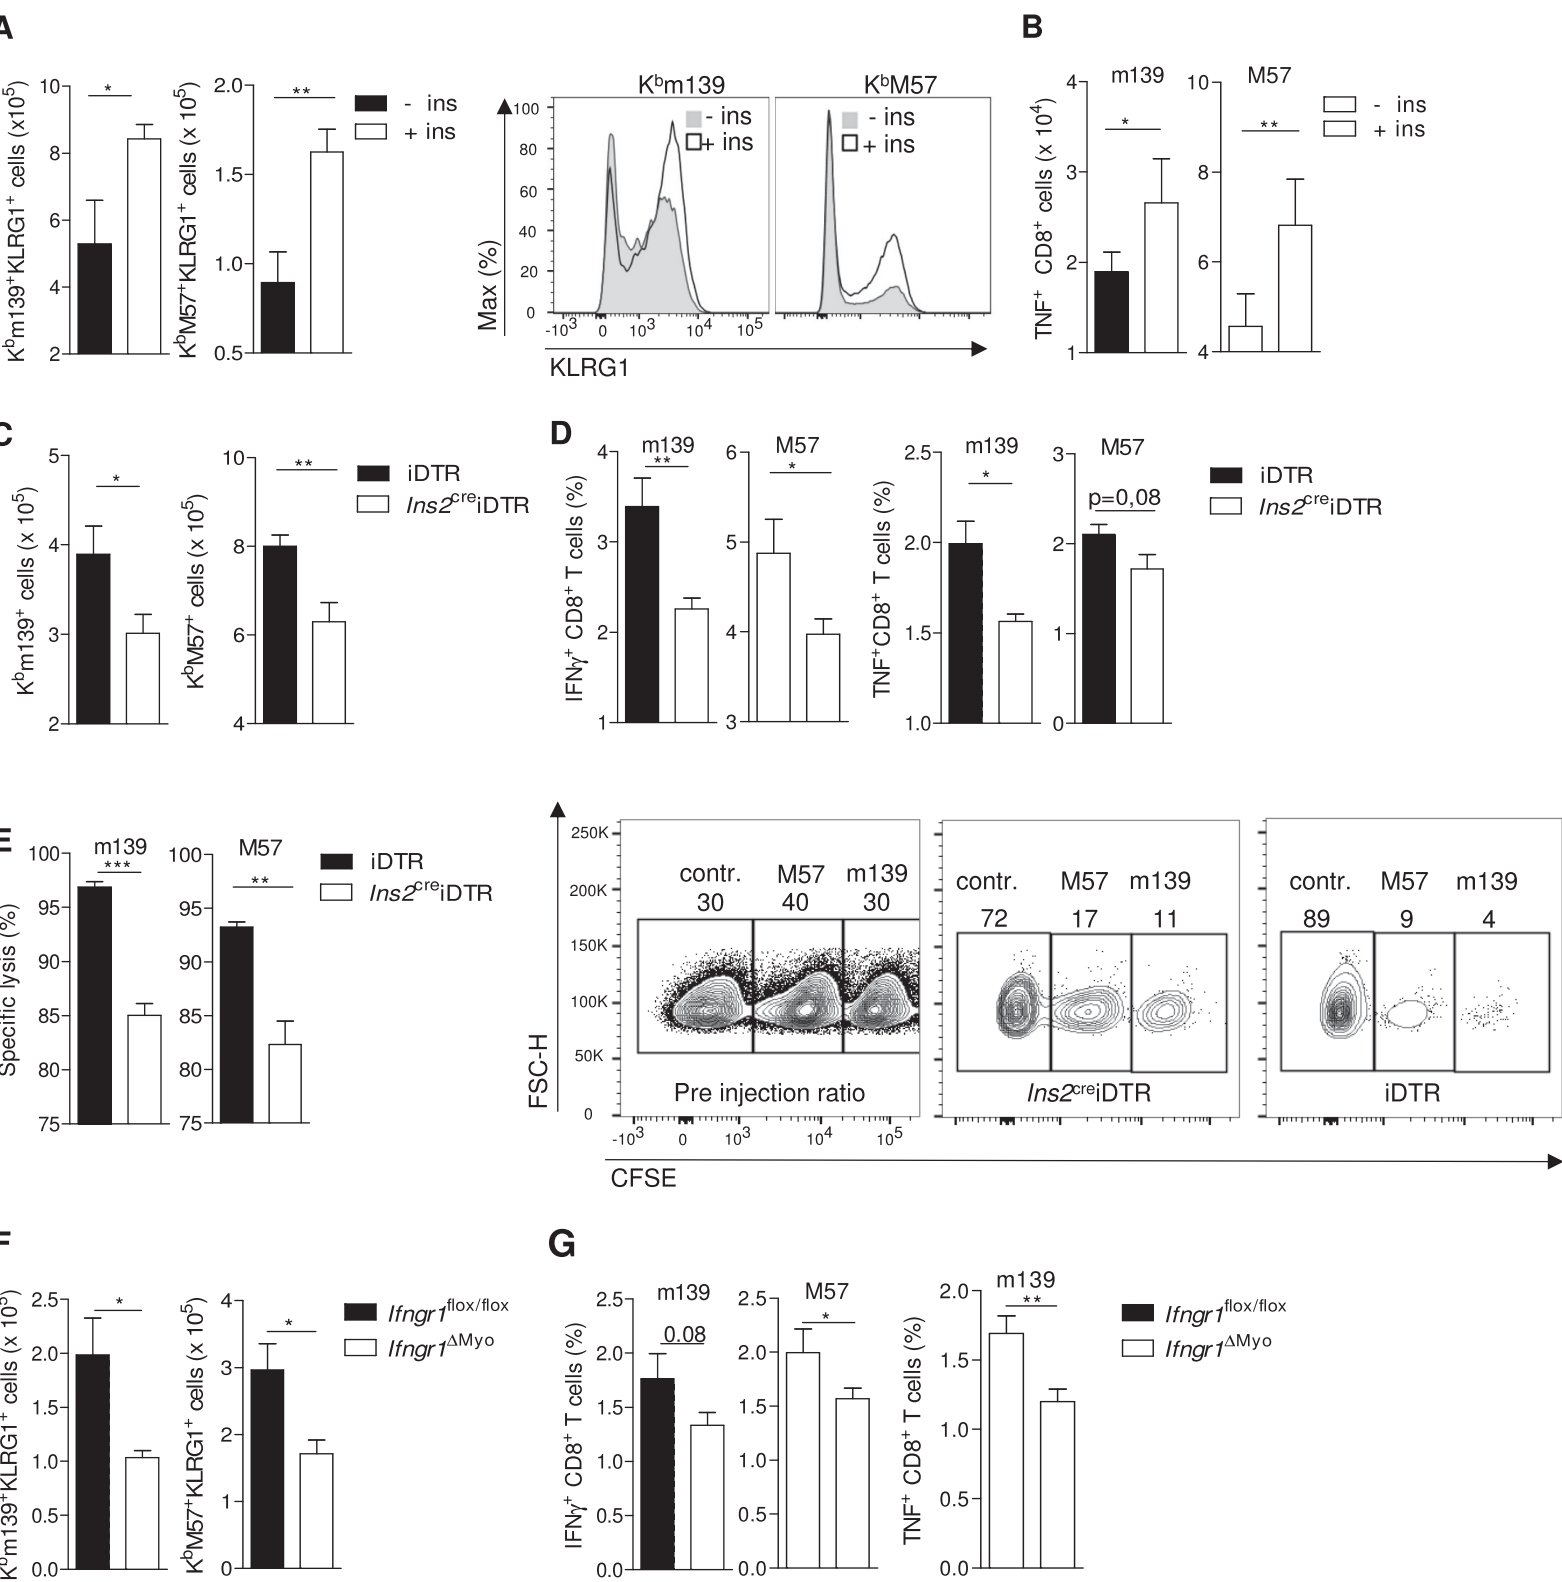 A
Kbm139+KLRG1+ cells (x10⁵)
10
8
6
4
2
*
KbM57+KLRG1+ cells (x 10⁵)
2.0
1.5
1.0
0.5
**
- ins
+ ins
Kbm139
KbM57
- ins
+ ins
- ins
+ ins
Max (%)
100
80
60
40
20
0
-10³ 0 10³ 10⁴ 10⁵
KLRG1
B
m139
M57
TNF+ CD8+ cells (x 10⁴)
4
3
2
1
*
10
8
6
4
**
- ins
+ ins
C
Kbm139+ cells (x 10⁵)
5
4
3
2
*
KbM57+ cells (x 10⁵)
10
8
6
4
**
iDTR
Ins2creiDTR
D
m139
M57
IFNγ+ CD8+ T cells (%)
4
3
2
1
**
6
5
4
3
*
m139
M57
TNF+CD8+ T cells (%)
2.5
2.0
1.5
1.0
*
3
2
1
0
p=0,08
iDTR
Ins2creiDTR
E
m139
M57
Specific lysis (%)
100
95
90
85
80
75
***
100
95
90
85
80
75
**
iDTR
Ins2creiDTR
FSC-H
250K
200K
150K
100K
50K
0
contr. M57 m139
30 40 30
Pre injection ratio
contr. M57 m139
72 17 11
Ins2creiDTR
contr. M57 m139
89 9 4
iDTR
-10³ 0 10³ 10⁴ 10⁵
CFSE
F
Kbm139+KLRG1+ cells (x 10⁵)
2.5
2.0
1.5
1.0
0.5
0.0
*
KbM57+KLRG1+ cells (x 10⁵)
4
3
2
1
0
*
Ifngr1flox/flox
Ifngr1ΔMyo
G
m139
M57
IFNγ+ CD8+ T cells (%)
2.5
2.0
1.5
1.0
0.5
0.0
0.08
2.5
2.0
1.5
1.0
0.5
0.0
*
m139
TNF+ CD8+ T cells (%)
2.0
1.5
1.0
0.5
0.0
**
Ifngr1flox/flox
Ifngr1ΔMyo